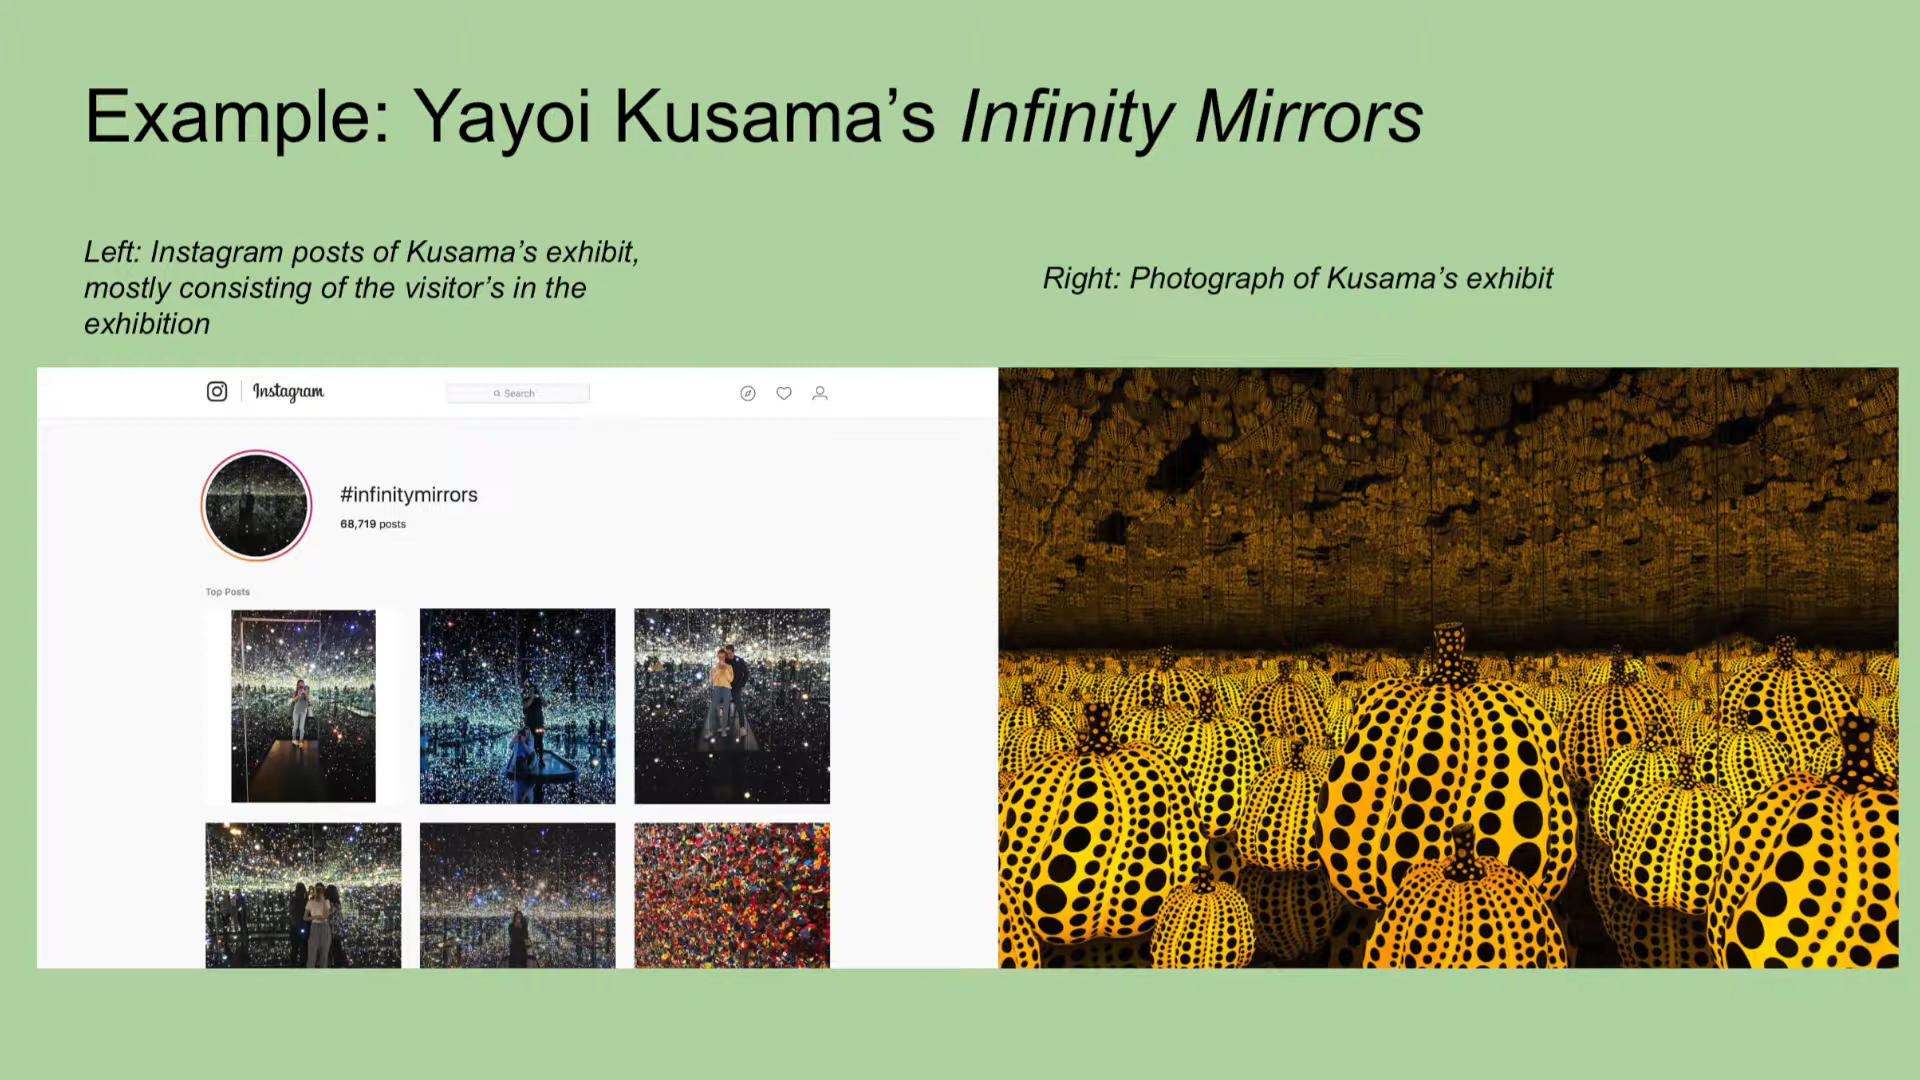 Example: Yayoi Kusama’s Infinity Mirrors
Left: Instagram posts of Kusama’s exhibit,
mostly consisting of the visitor’s in the
exhibition
Right: Photograph of Kusama’s exhibit
Instagram
Search
#infinitymirrors
68,719 posts
Top Posts